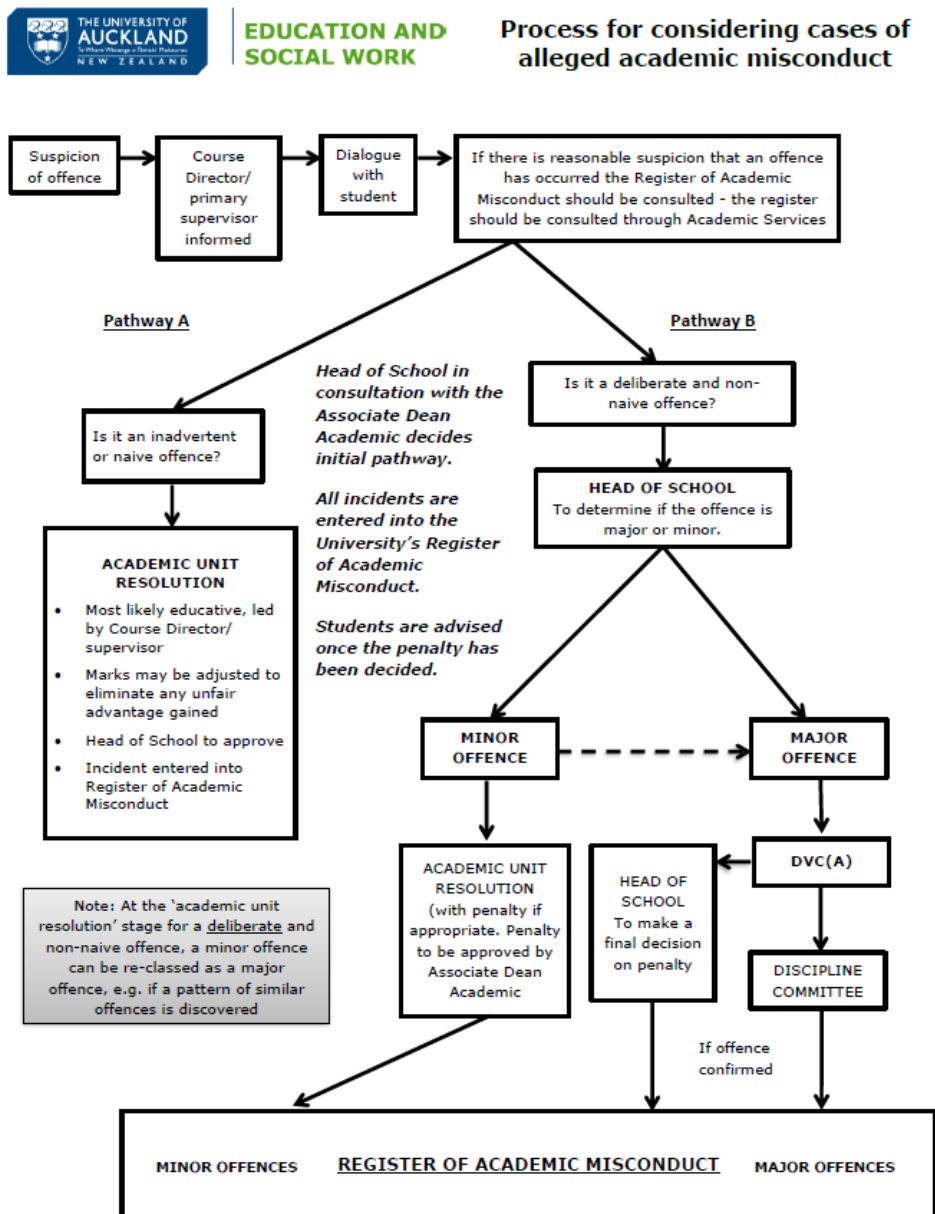 THE UNIVERSITY OF
AUCKLAND
Te Whare Wānanga o Tāmaki Makaurau
NEW ZEALAND
EDUCATION AND
SOCIAL WORK
Process for considering cases of
alleged academic misconduct
Suspicion
of offence
Course
Director/
primary
supervisor
informed
Dialogue
with
student
If there is reasonable suspicion that an offence
has occurred the Register of Academic
Misconduct should be consulted - the register
should be consulted through Academic Services
Pathway A
Pathway B
Head of School in
consultation with the
Associate Dean
Academic decides
initial pathway.
All incidents are
entered into the
University's Register
of Academic
Misconduct.
Students are advised
once the penalty has
been decided.
Is it an inadvertent
or naive offence?
Is it a deliberate and non-
naive offence?
HEAD OF SCHOOL
To determine if the offence is
major or minor.
ACADEMIC UNIT
RESOLUTION
• Most likely educative, led
by Course Director/
supervisor
• Marks may be adjusted to
eliminate any unfair
advantage gained
• Head of School to approve
• Incident entered into
Register of Academic
Misconduct
MINOR
OFFENCE
MAJOR
OFFENCE
ACADEMIC UNIT
RESOLUTION
(with penalty if
appropriate. Penalty
to be approved by
Associate Dean
Academic
HEAD OF
SCHOOL
To make a
final decision
on penalty
DVC(A)
DISCIPLINE
COMMITTEE
Note: At the 'academic unit
resolution' stage for a deliberate and
non-naive offence, a minor offence
can be re-classed as a major
offence, e.g. if a pattern of similar
offences is discovered
If offence
confirmed
MINOR OFFENCES REGISTER OF ACADEMIC MISCONDUCT MAJOR OFFENCES